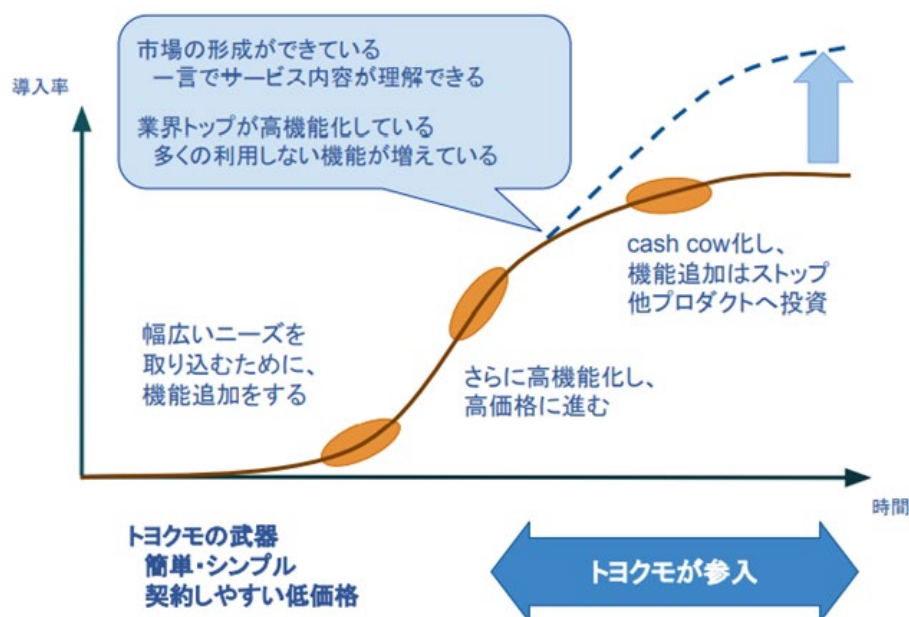 市場の形成ができている
一言でサービス内容が理解できる
業界トップが高機能化している
多くの利用しない機能が増えている
導入率
cash cow化し、
機能追加はストップ
他プロダクトへ投資
幅広いニーズを
取り込むために、
機能追加をする
さらに高機能化し、
高価格に進む
時間
トヨクモの武器
簡単・シンプル
契約しやすい低価格
トヨクモが参入